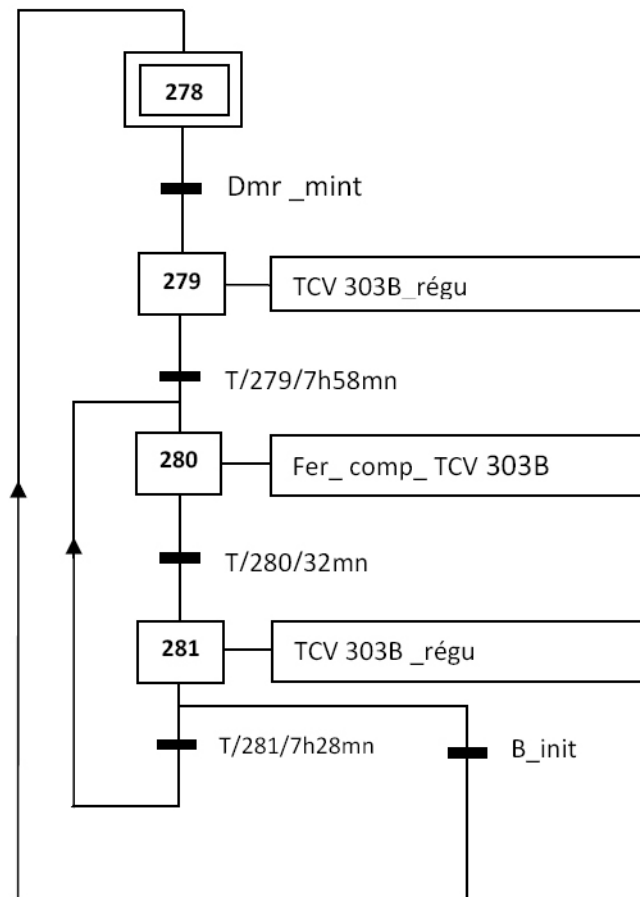 278
Dmr _mint
279
TCV 303B_régu
T/279/7h58mn
280
Fer_ comp_ TCV 303B
T/280/32mn
281
TCV 303B _régu
T/281/7h28mn
B_init